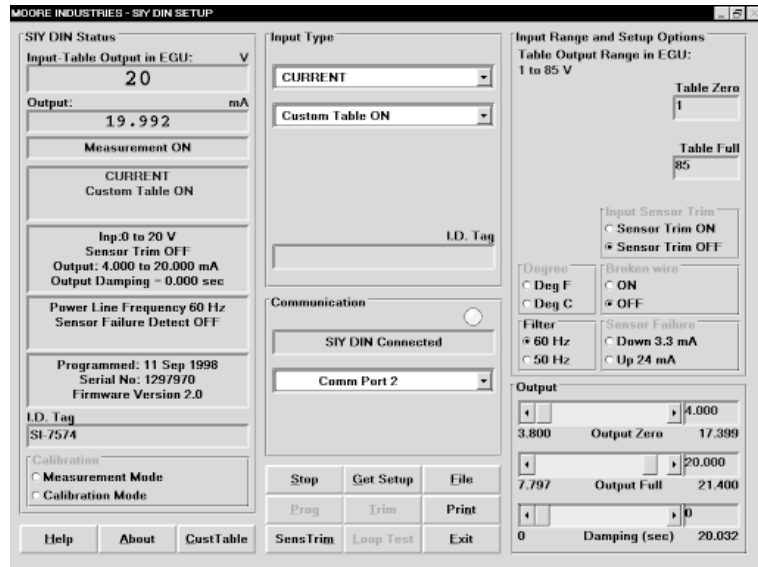 MOORE INDUSTRIES - SIY DIN SETUP
SIY DIN Status
Input-Table Output in EGU: V
20
Output: mA
19.992
Measurement ON
CURRENT
Custom Table ON
Inp:0 to 20 V
Sensor Trim OFF
Output: 4.000 to 20.000 mA
Output Damping - 0.000 sec
Power Line Frequency 60 Hz
Sensor Failure Detect OFF
Programmed: 11 Sep 1998
Serial No: 1297970
Firmware Version 2.0
I.D. Tag
SI-7574
Calibration
Measurement Mode
Calibration Mode
Help About CustTable
Input Type
CURRENT
Custom Table ON
I.D. Tag
Communication
SIY DIN Connected
Comm Port 2
Stop Get Setup File
Prog Trim Print
SensTrim Loop Test Exit
Input Range and Setup Options
Table Output Range in EGU:
1 to 85 V
Table Zero
1
Table Full
85
Input Sensor Trim
Sensor Trim ON
Sensor Trim OFF
Degree
Deg F
Deg C
Broken wire
ON
OFF
Filter
60 Hz
50 Hz
Sensor Failure
Down 3.3 mA
Up 24 mA
Output
4.000
3.800 Output Zero 17.399
20.000
7.797 Output Full 21.400
0
0 Damping (sec) 20.032